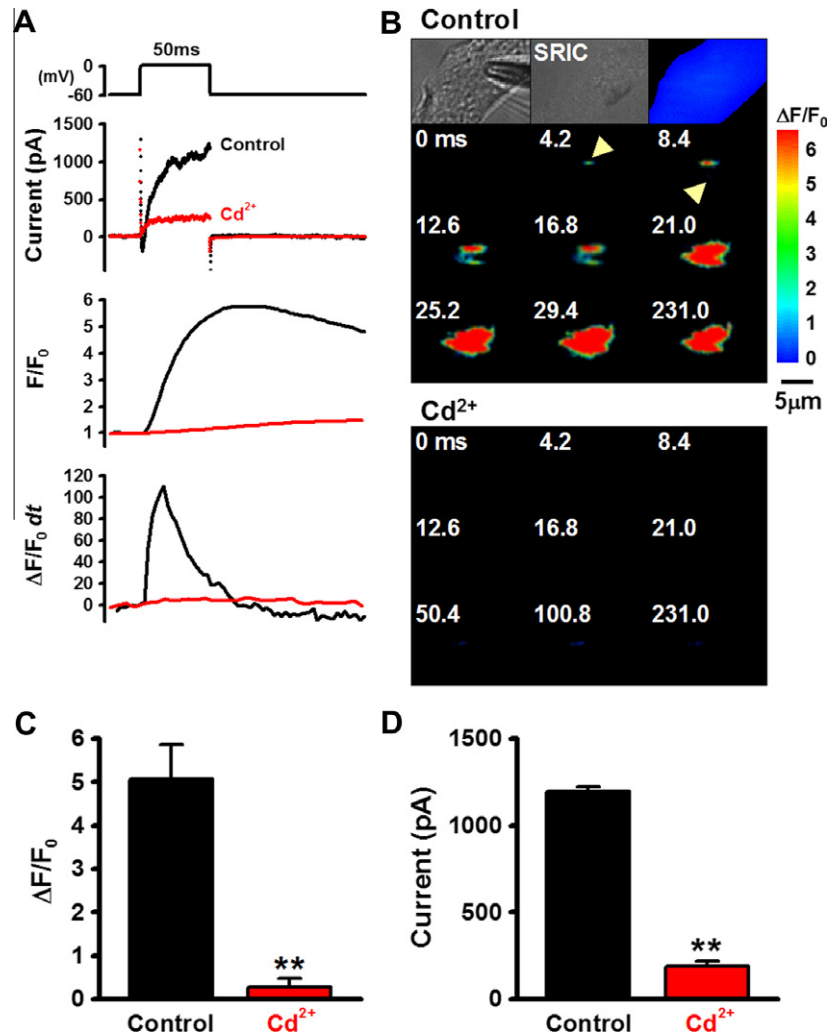 A
50ms
(mV)
0
-60
Current (pA)
1500
1000
500
0
Control
Cd²⁺
F/F₀
6
5
4
3
2
1
ΔF/F₀ dt
120
100
80
60
40
20
0
B
Control
SRIC
0 ms 4.2 8.4
12.6 16.8 21.0
25.2 29.4 231.0
ΔF/F₀
6
5
4
3
2
1
0
5μm
Cd²⁺
0 ms 4.2 8.4
12.6 16.8 21.0
50.4 100.8 231.0
C
ΔF/F₀
6
5
4
3
2
1
0
**
Control Cd²⁺
D
Current (pA)
1500
1000
500
0
**
Control Cd²⁺